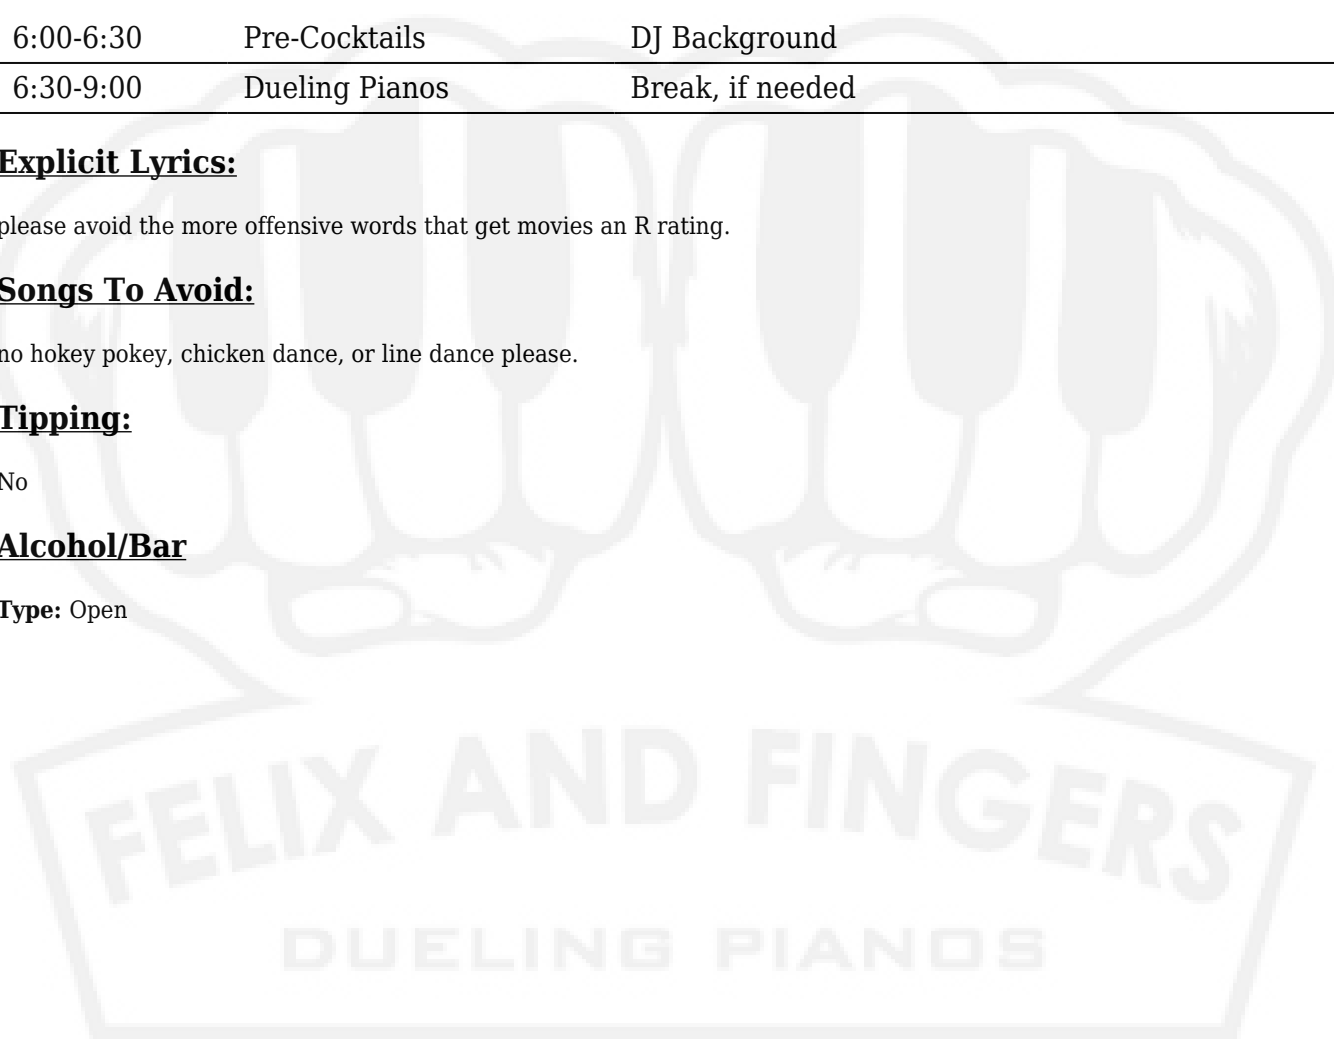 6:00-6:30 Pre-Cocktails DJ Background
6:30-9:00 Dueling Pianos Break, if needed
Explicit Lyrics:
please avoid the more offensive words that get movies an R rating.
Songs To Avoid:
no hokey pokey, chicken dance, or line dance please.
Tipping:
No
Alcohol/Bar
Type: Open
FELIX AND FINGERS
DUELING PIANOS